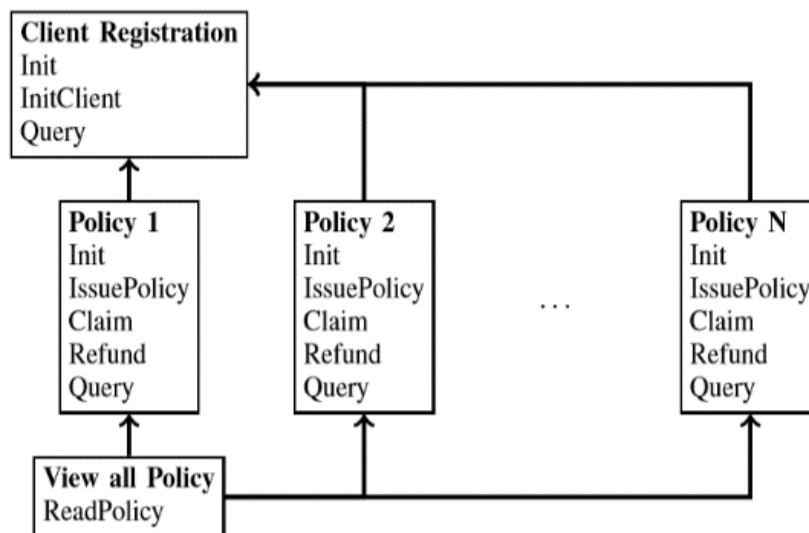 Client Registration
Init
InitClient
Query
Policy 1
Init
IssuePolicy
Claim
Refund
Query
Policy 2
Init
IssuePolicy
Claim
Refund
Query
...
Policy N
Init
IssuePolicy
Claim
Refund
Query
View all Policy
ReadPolicy